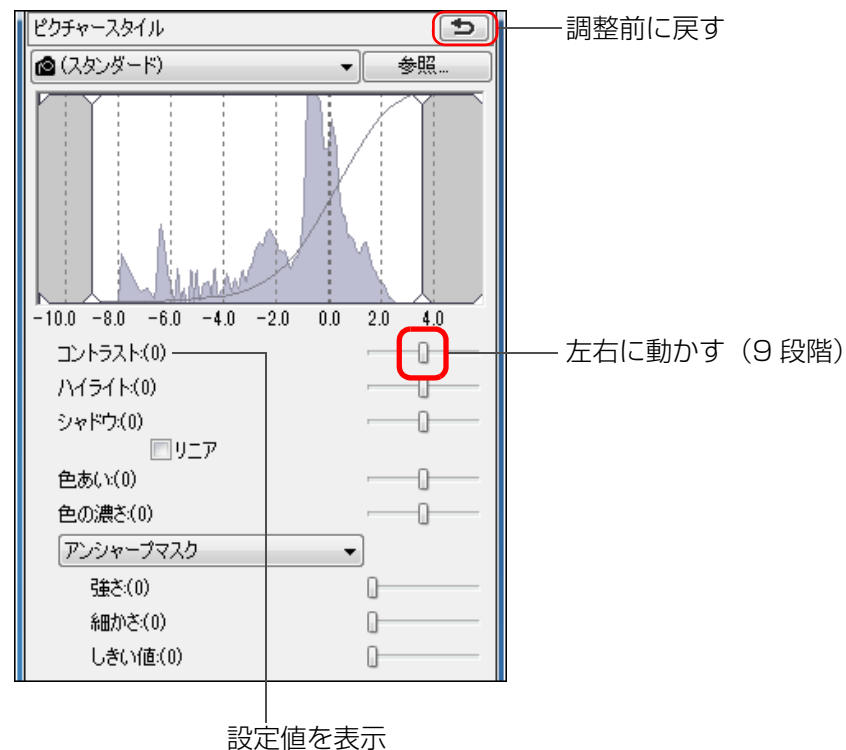 ピクチャースタイル
調整前に戻す
(スタンダード)
参照...
-10.0 -8.0 -6.0 -4.0 -2.0 0.0 2.0 4.0
コントラスト:(0)
左右に動かす(9 段階)
ハイライト:(0)
シャドウ:(0)
リニア
色あい:(0)
色の濃さ:(0)
アンシャープマスク
強さ:(0)
細かさ:(0)
しきい値:(0)
設定値を表示